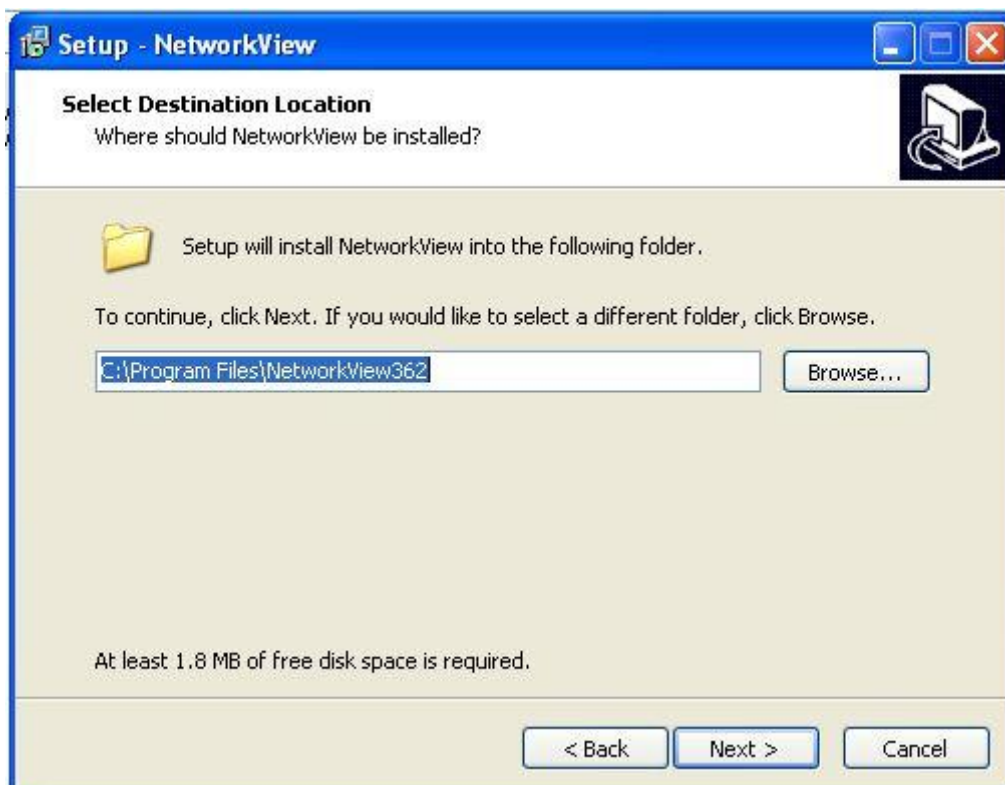 Setup - NetworkView
Select Destination Location
Where should NetworkView be installed?
Setup will install NetworkView into the following folder.
To continue, click Next. If you would like to select a different folder, click Browse.
C:\Program Files\NetworkView362
Browse...
At least 1.8 MB of free disk space is required.
< Back
Next >
Cancel